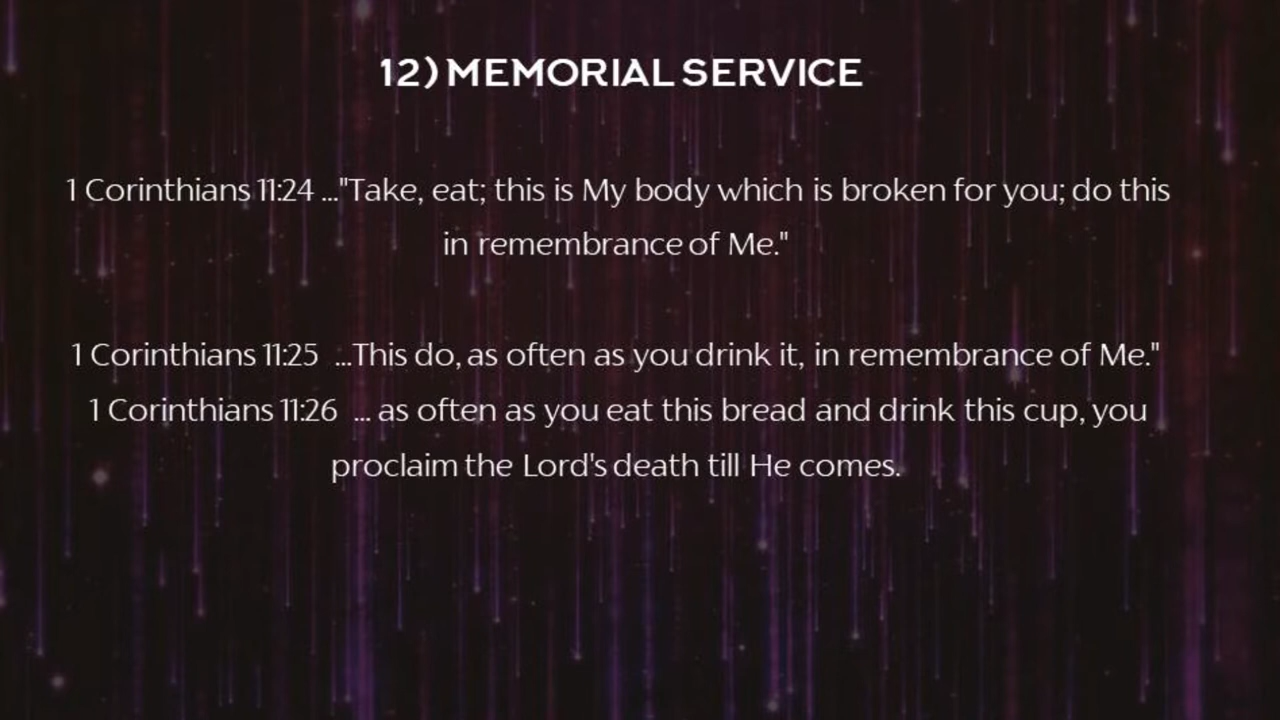 12) MEMORIAL SERVICE
1 Corinthians 11:24 ..."Take, eat; this is My body which is broken for you; do this
in remembrance of Me."
1 Corinthians 11:25 ...This do, as often as you drink it, in remembrance of Me."
1 Corinthians 11:26 ... as often as you eat this bread and drink this cup, you
proclaim the Lord's death till He comes.